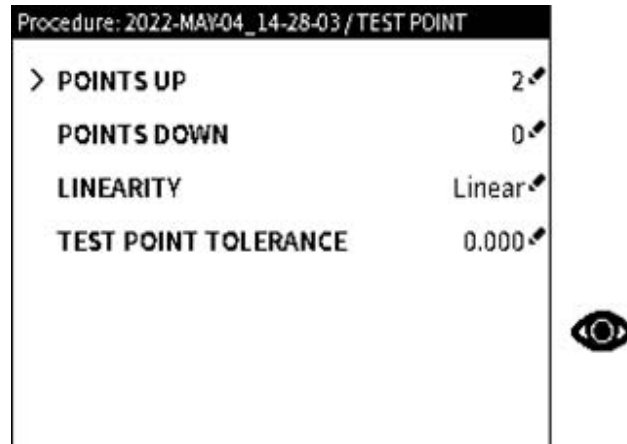 Procedure: 2022-MAY-04_14-28-03 / TEST POINT
> POINTS UP 2
POINTS DOWN 0
LINEARITY Linear
TEST POINT TOLERANCE 0.000